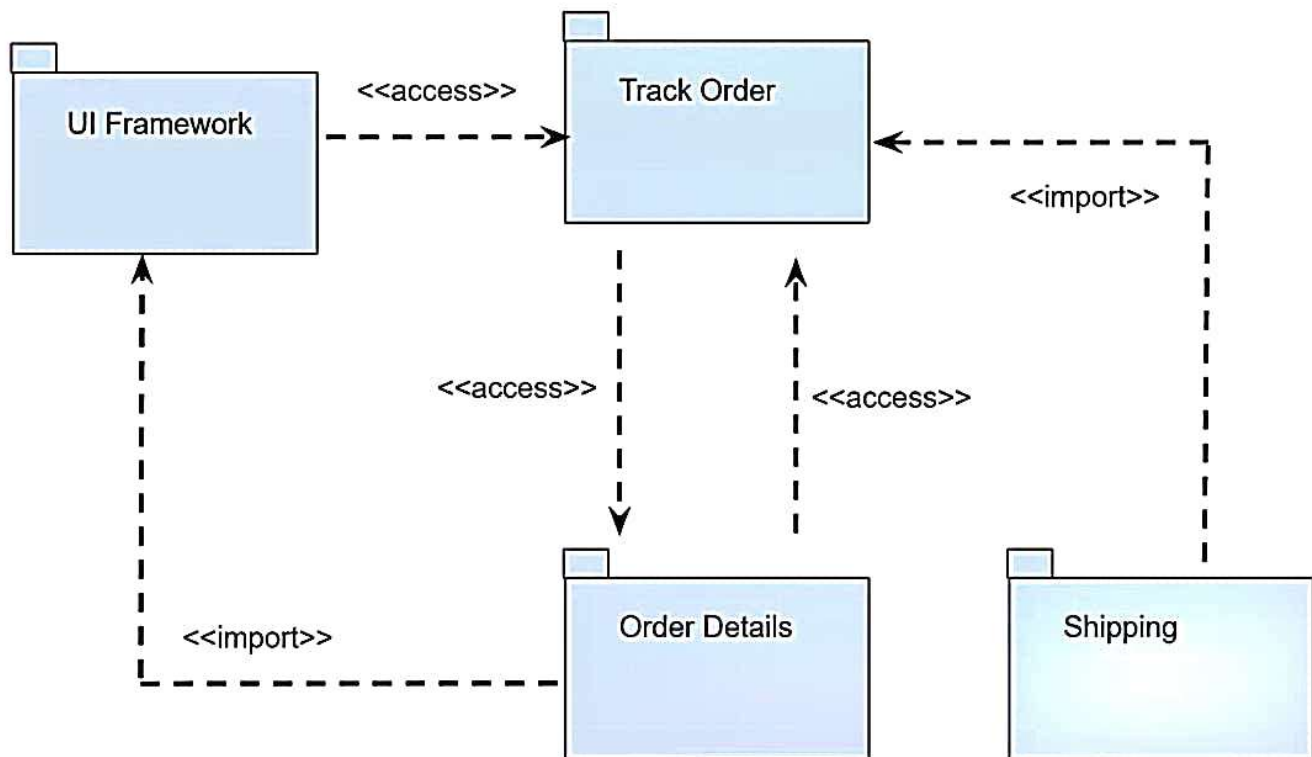 Track Order
<<access>>
UI Framework
<<import>>
<<access>>
<<access>>
<<import>>
Order Details
Shipping